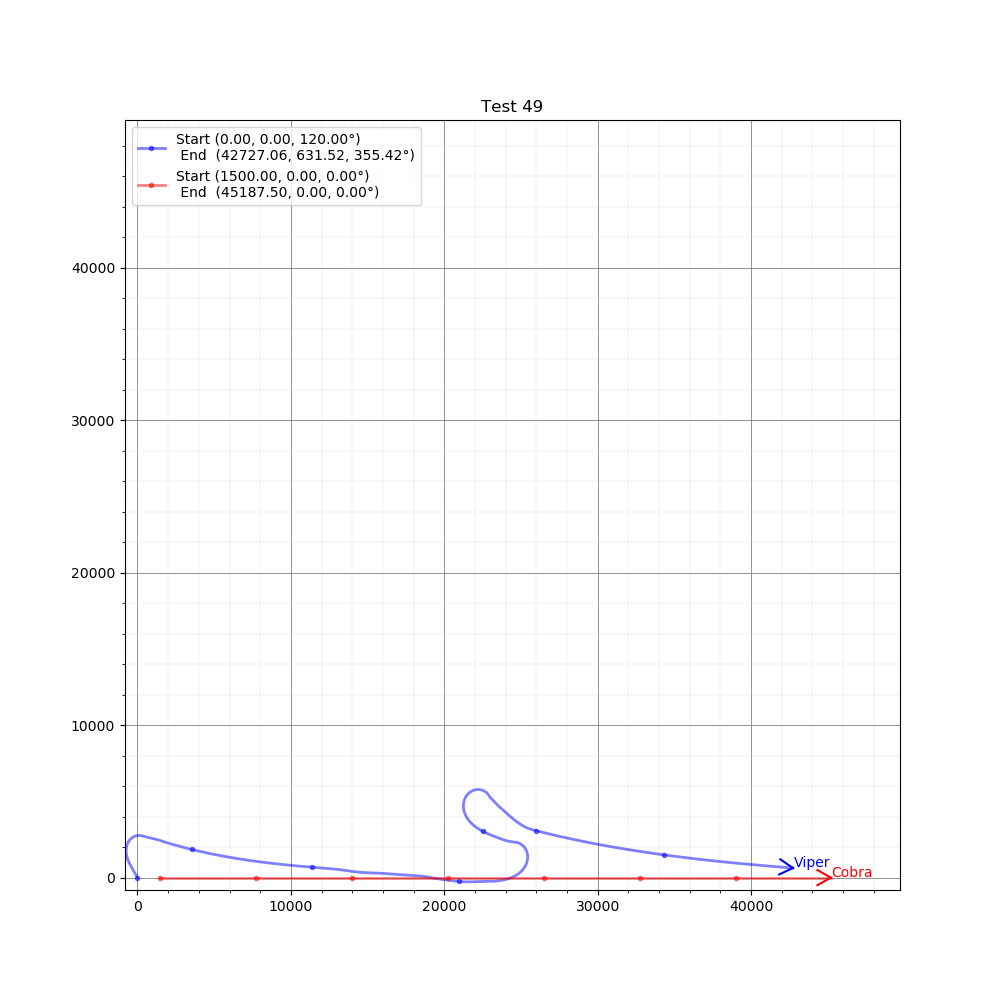 Test 49
Start (0.00, 0.00, 120.00°)
End (42727.06, 631.52, 355.42°)
Start (1500.00, 0.00, 0.00°)
End (45187.50, 0.00, 0.00°)
40000
30000
20000
10000
0
Viper
Cobra
0 10000 20000 30000 40000